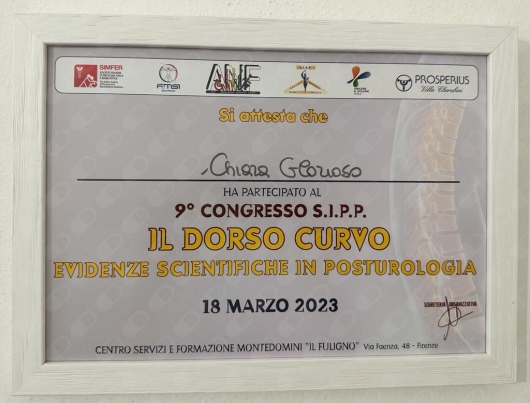 SIMFER
AMSI
PROSPERIUS
Villa Cherubini
Si attesta che
Chiara Glorioso
HA PARTECIPATO AL
9° CONGRESSO S.I.P.P.
IL DORSO CURVO
EVIDENZE SCIENTIFICHE IN POSTUROLOGIA
18 MARZO 2023
SEGRETERIA ORGANIZZATIVA
CENTRO SERVIZI E FORMAZIONE MONTEDOMINI "IL FULIGNO" Via Faenza, 48 - Firenze